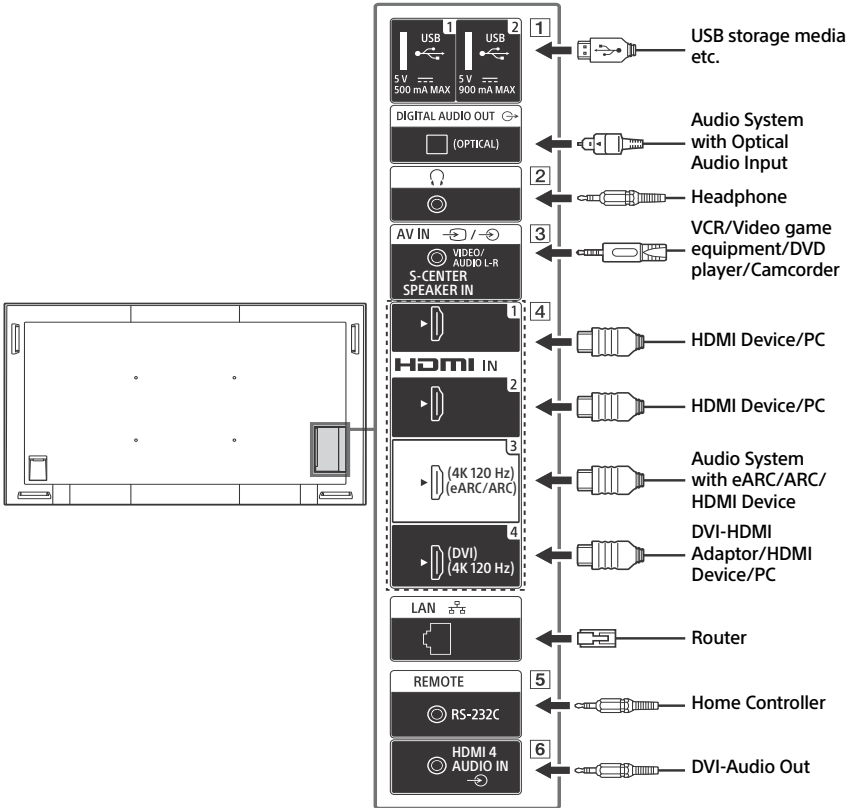 1
USB
5 V
500 mA MAX
2
USB
5 V
900 mA MAX
1
USB storage media
etc.
DIGITAL AUDIO OUT
(OPTICAL)
Audio System
with Optical
Audio Input
2
Headphone
AV IN /
3
VIDEO/
AUDIO L-R
S-CENTER
SPEAKER IN
VCR/Video game
equipment/DVD
player/Camcorder
1
4
HDMI Device/PC
HDMI IN
2
HDMI Device/PC
3
(4K 120 Hz)
(eARC/ARC)
Audio System
with eARC/ARC/
HDMI Device
4
(DVI)
(4K 120 Hz)
DVI-HDMI
Adaptor/HDMI
Device/PC
LAN
Router
REMOTE
5
RS-232C
Home Controller
6
HDMI 4
AUDIO IN
DVI-Audio Out